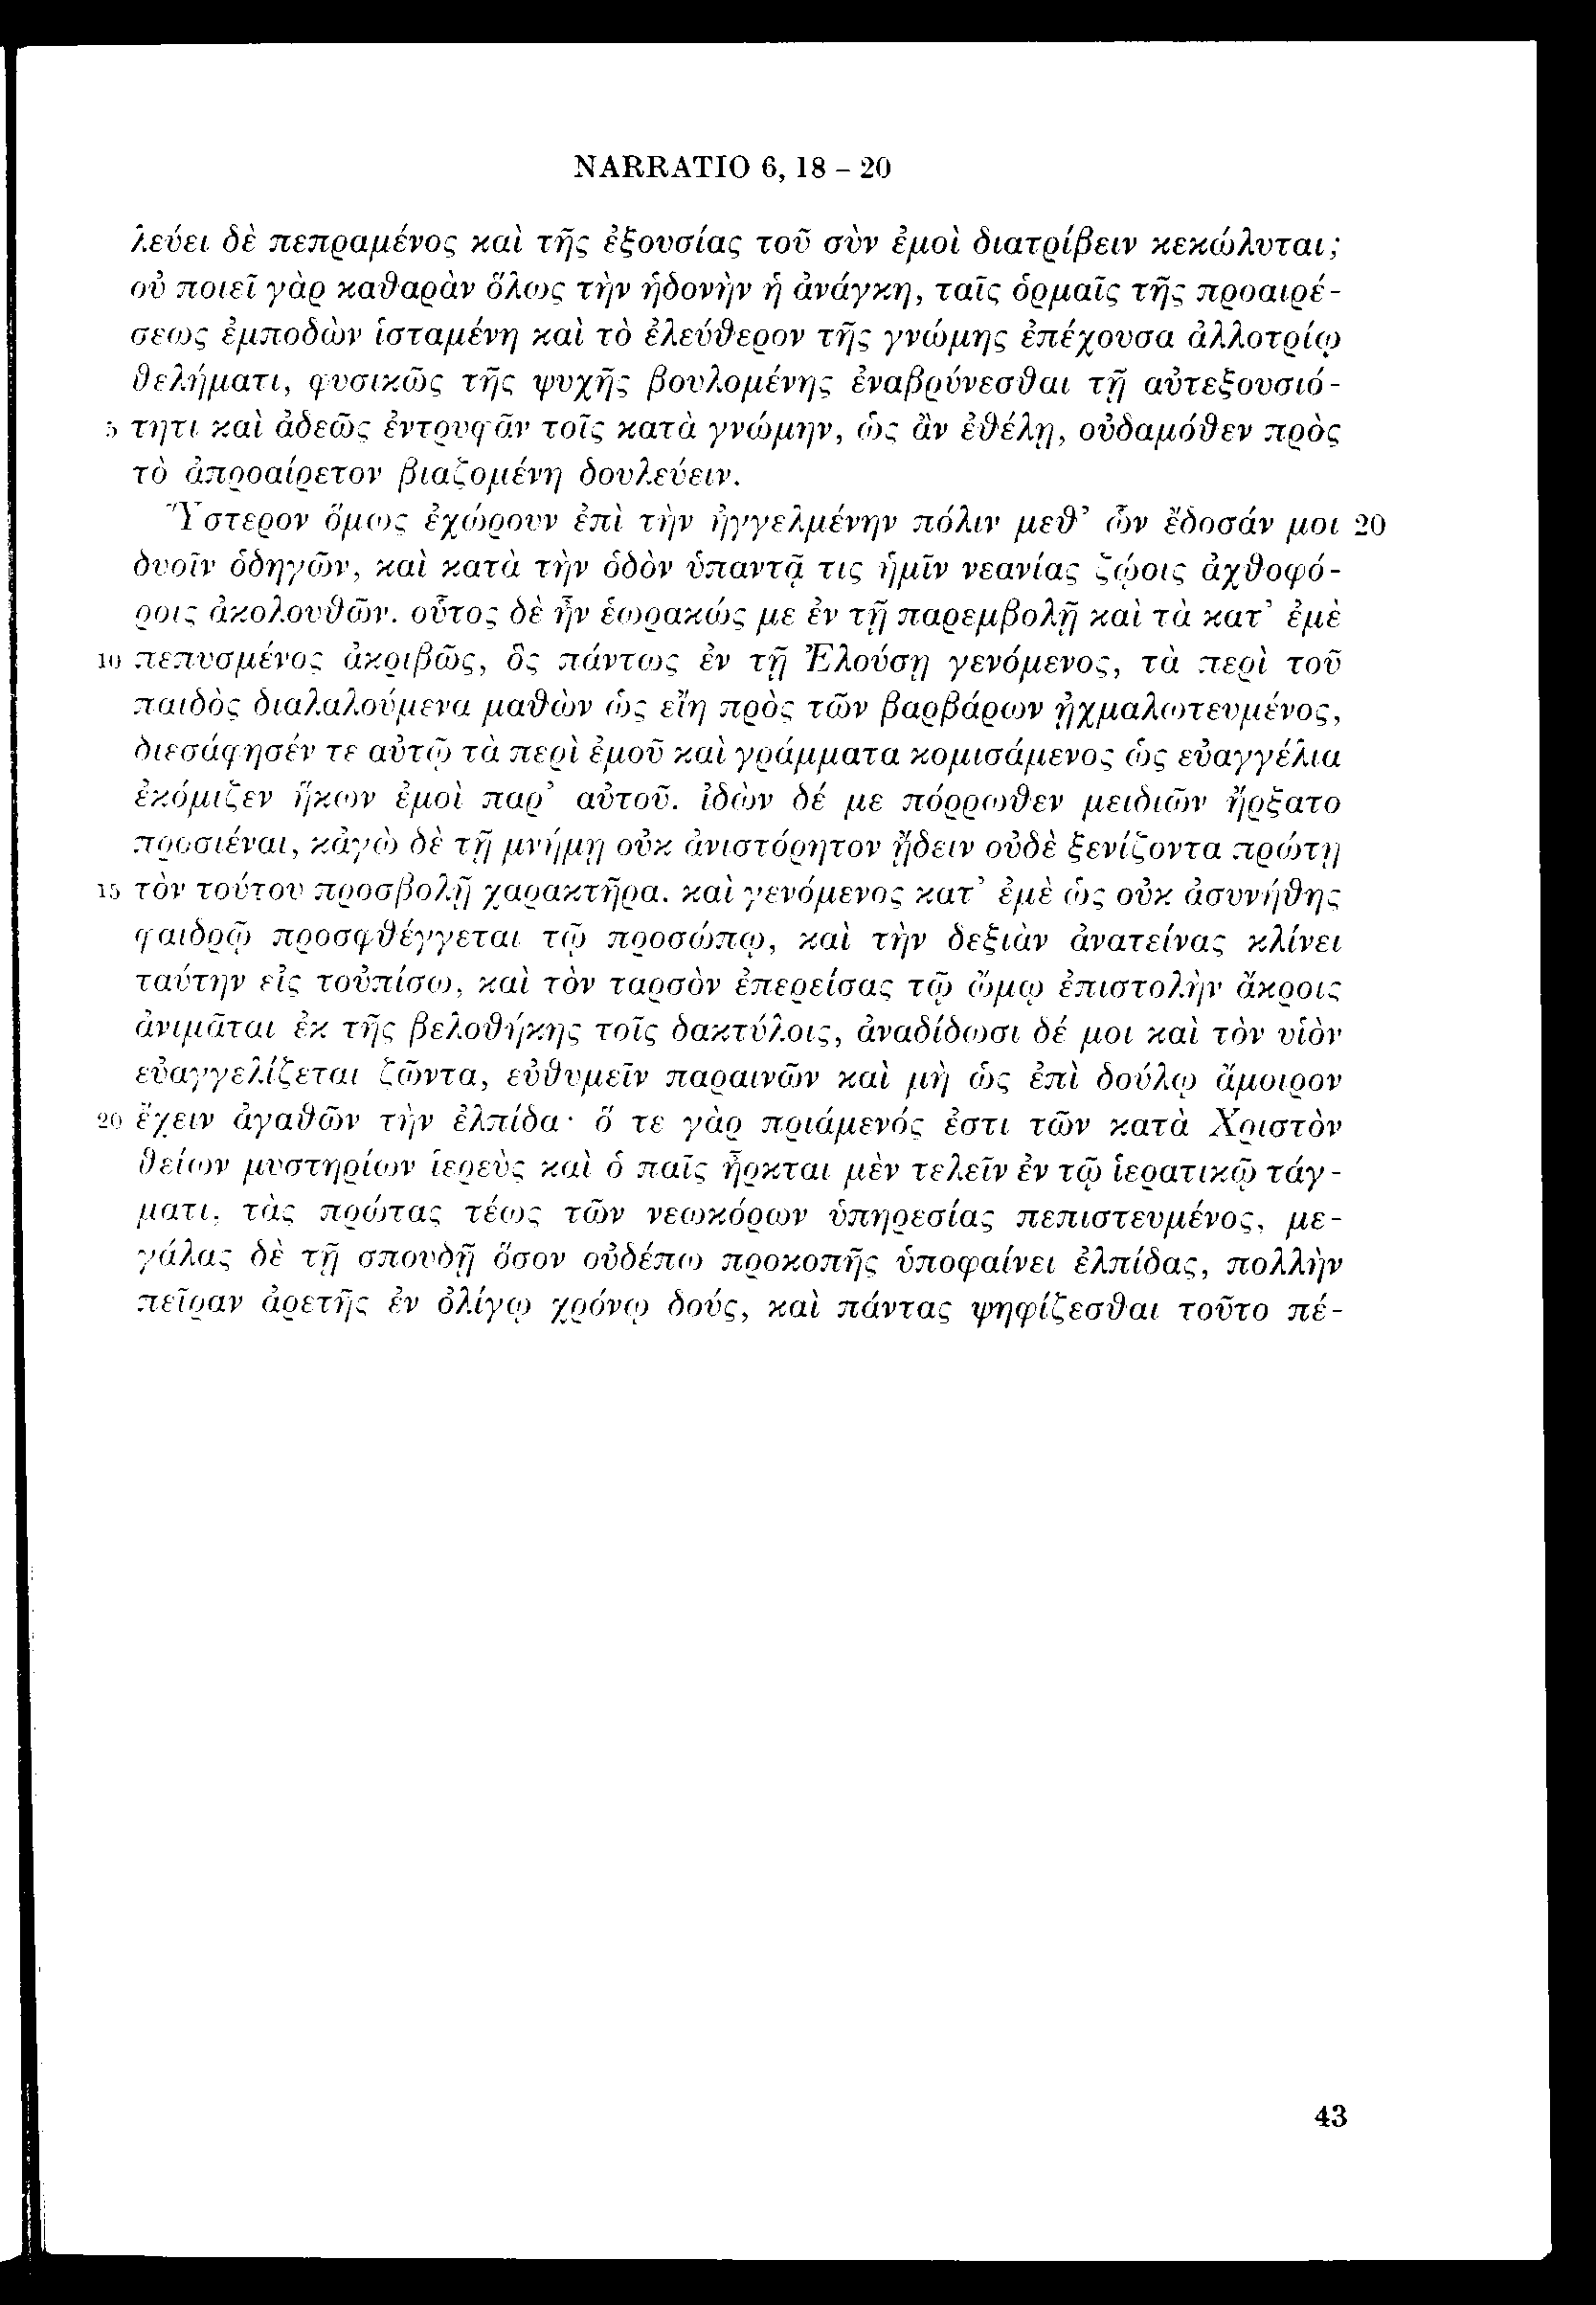 NARRATIO 6, 18 – 20
λεύει δὲ πεπραμένος καὶ τῆς ἐξουσίας τοῦ σὺν ἐμοὶ διατρίβειν κεκώλυται;
οὐ ποιεῖ γὰρ καθαρὰν ὅλως τὴν ἡδονὴν ἡ ἀνάγκη, ταῖς ὁρμαῖς τῆς προαιρέ-
σεως ἐμποδὼν ἱσταμένη καὶ τὸ ἐλεύθερον τῆς γνώμης ἐπέχουσα ἀλλοτρίῳ
θελήματι, φυσικῶς τῆς ψυχῆς βουλομένης ἐναβρύνεσθαι τῇ αὐτεξουσιό-
5 τητι καὶ ἀδεῶς ἐντρυφᾶν τοῖς κατὰ γνώμην, ὡς ἂν ἐθέλῃ, οὐδαμόθεν πρὸς
τὸ ἀπροαίρετον βιαζομένη δουλεύειν.
Ὕστερον ὅμως ἐχώρουν ἐπὶ τὴν ἠγγελμένην πόλιν μεθ’ ὧν ἔδοσάν μοι 20
δυοῖν ὁδηγῶν, καὶ κατὰ τὴν ὁδὸν ὑπαντᾷ τις ἡμῖν νεανίας ζῴοις ἀχθοφό-
ροις ἀκολουθῶν. οὗτος δὲ ἦν ἑωρακώς με ἐν τῇ παρεμβολῇ καὶ τὰ κατ’ ἐμὲ
10 πεπυσμένος ἀκριβῶς, ὃς πάντως ἐν τῇ Ἐλούσῃ γενόμενος, τὰ περὶ τοῦ
παιδὸς διαλαλούμενα μαθὼν ὡς εἴη πρὸς τῶν βαρβάρων ᾐχμαλωτευμένος,
διεσάφησέν τε αὐτῷ τὰ περὶ ἐμοῦ καὶ γράμματα κομισάμενος ὡς εὐαγγέλια
ἐκόμιζεν ἥκων ἐμοὶ παρ’ αὐτοῦ. ἰδὼν δέ με πόρρωθεν μειδιῶν ἤρξατο
προσιέναι, κἀγὼ δὲ τῇ μνήμῃ οὐκ ἀνιστόρητον ᾔδειν οὐδὲ ξενίζοντα πρώτῃ
15 τὸν τούτου προσβολῇ χαρακτῆρα. καὶ γενόμενος κατ’ ἐμὲ ὡς οὐκ ἀσυνήθης
φαιδρῷ προσφθέγγεται τῷ προσώπῳ, καὶ τὴν δεξιὰν ἀνατείνας κλίνει
ταύτην εἰς τοὐπίσω, καὶ τὸν ταρσὸν ἐπερείσας τῷ ὤμῳ ἐπιστολὴν ἄκροις
ἀνιμᾶται ἐκ τῆς βελοθήκης τοῖς δακτύλοις, ἀναδίδωσι δέ μοι καὶ τὸν υἱὸν
εὐαγγελίζεται ζῶντα, εὐθυμεῖν παραινῶν καὶ μὴ ὡς ἐπὶ δούλῳ ἄμοιρον
20 ἔχειν ἀγαθῶν τὴν ἐλπίδα· ὅ τε γὰρ πριάμενός ἐστι τῶν κατὰ Χριστὸν
θείων μυστηρίων ἱερεὺς καὶ ὁ παῖς ἦρκται μὲν τελεῖν ἐν τῷ ἱερατικῷ τάγ-
ματι, τὰς πρώτας τέως τῶν νεωκόρων ὑπηρεσίας πεπιστευμένος, με-
γάλας δὲ τῇ σπουδῇ ὅσον οὐδέπω προκοπῆς ὑποφαίνει ἐλπίδας, πολλὴν
πεῖραν ἀρετῆς ἐν ὀλίγῳ χρόνῳ δούς, καὶ πάντας ψηφίζεσθαι τοῦτο πέ-
43